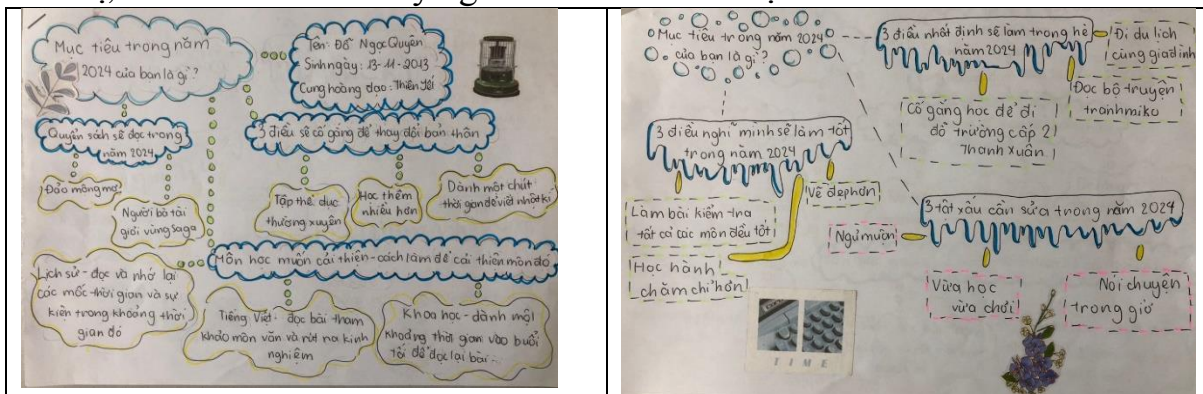 Mục tiêu trong năm
2024 của bạn là gì?
Tên: Đỗ Ngọc Quyên
Sinh ngày: 13-11-2013
Cung hoàng đạo: Thiên Yết
Quyển sách sẽ đọc trong
năm 2024
Đảo mộng mơ
Người bà tài
giỏi vùng Saga
3 điều sẽ cố gắng để thay đổi bản thân
Tập thể dục
thường xuyên
Học thêm
nhiều hơn
Dành một chút
thời gian để viết nhật kí
Môn học muốn cải thiện - cách làm để cải thiện môn đó
Lịch sử - đọc và nhớ lại
các mốc thời gian và sự
kiện trong khoảng thời
gian đó
Tiếng Việt - đọc bài tham
khảo môn văn và rút ra kinh
nghiệm
Khoa học - dành một
khoảng thời gian vào buổi
tối để đọc lại bài
Mục tiêu trong năm 2024
của bạn là gì?
3 điều nhất định sẽ làm trong hè
năm 2024
Đi du lịch
cùng gia đình
Đọc bộ truyện
tranh miko
Cố gắng học để đi
đỗ trường cấp 2
Thanh Xuân
3 điều nghĩ mình sẽ làm tốt
trong năm 2024
Vẽ đẹp hơn
Làm bài kiểm tra
tất cả các môn đều tốt
Học hành
chăm chỉ hơn
3 tật xấu cần sửa trong năm 2024
Ngủ muộn
Vừa học
vừa chơi
Nói chuyện
trong giờ
TIME